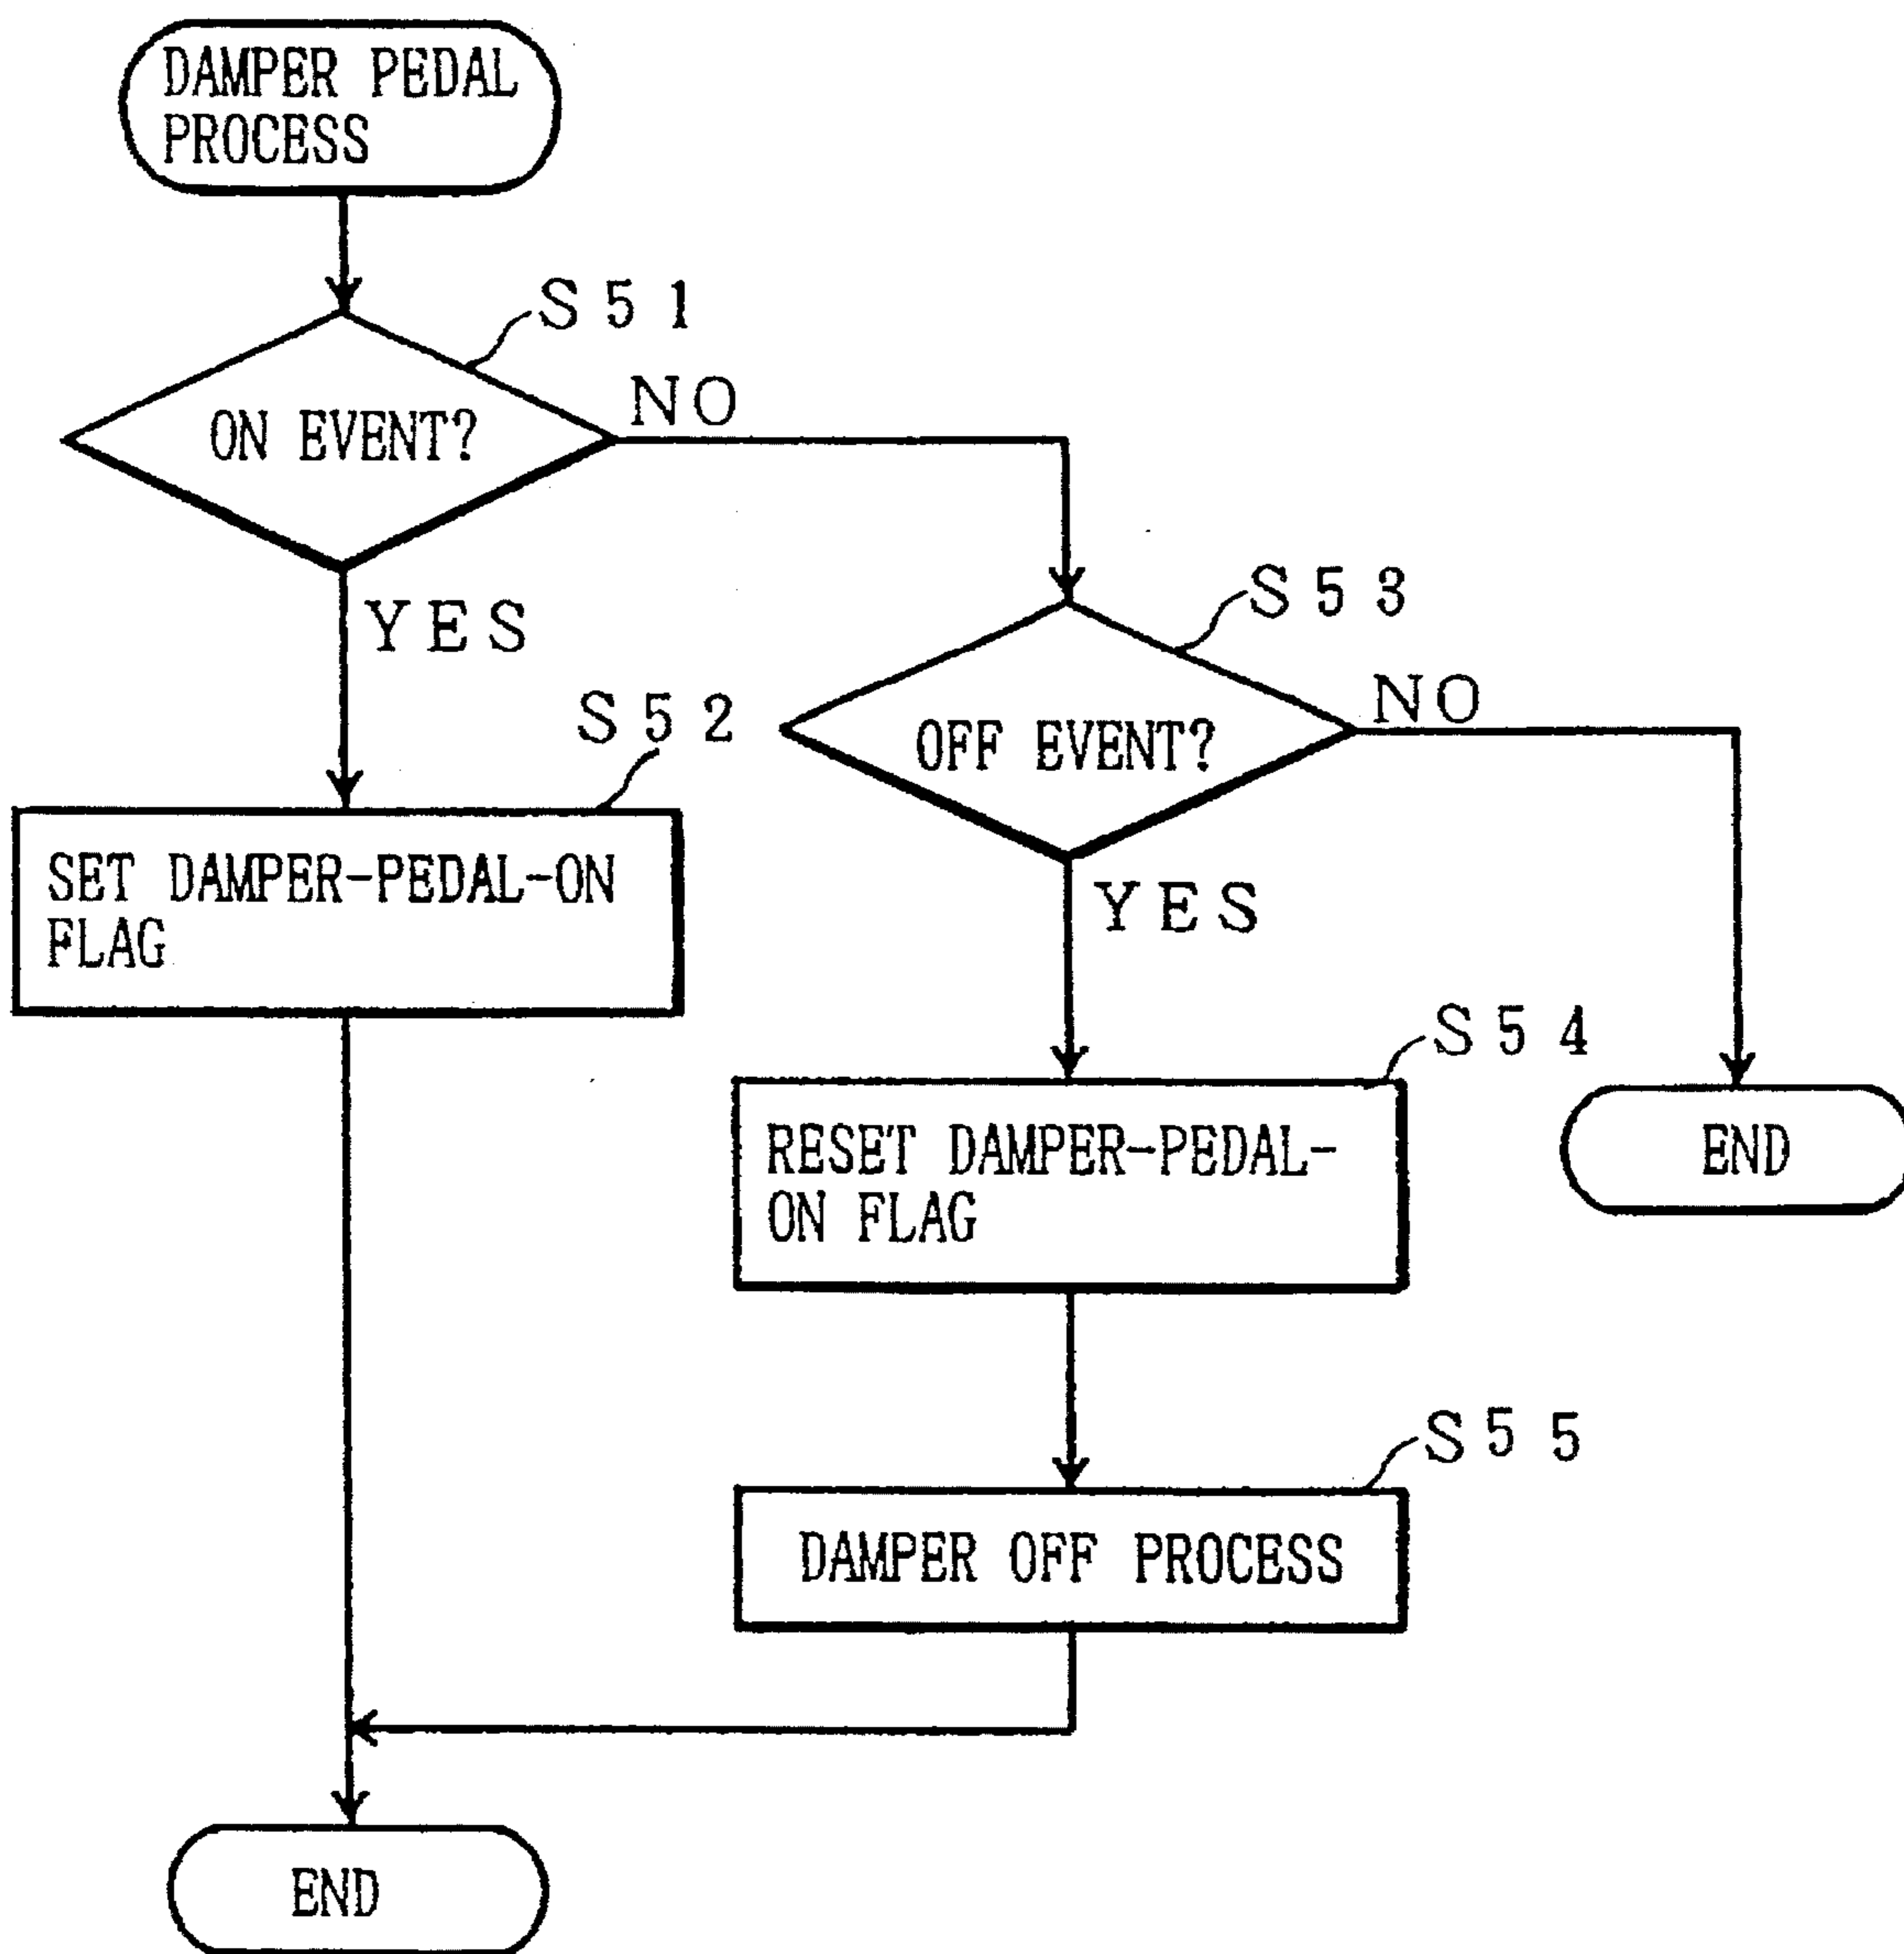 DAMPER PEDAL
PROCESS
S51
ON EVENT?
NO
YES
S53
OFF EVENT?
NO
S52
SET DAMPER-PEDAL-ON
FLAG
YES
S54
RESET DAMPER-PEDAL-
ON FLAG
END
S55
DAMPER OFF PROCESS
END